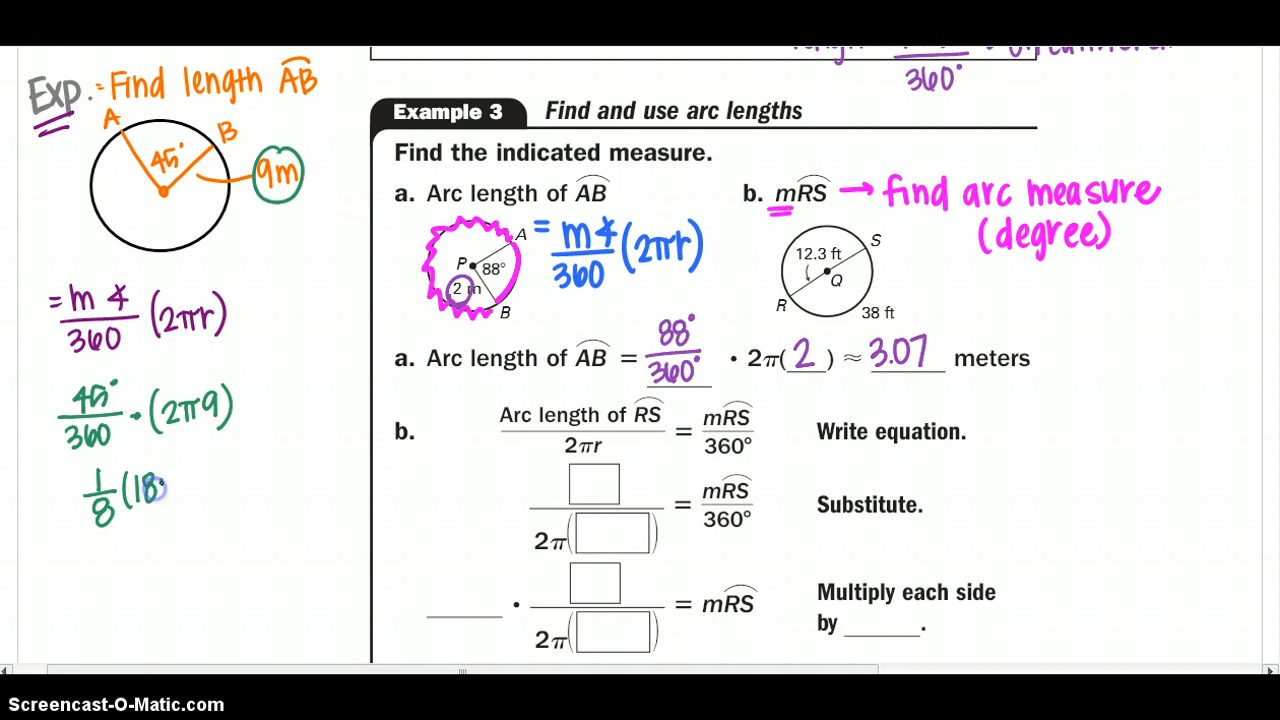 360°
Exp. = Find length AB
A
B
45°
9m
= m∡/360 (2πr)
45°/360 · (2π9)
1/8 (18
Example 3 Find and use arc lengths
Find the indicated measure.
a. Arc length of AB
= m∡/360 (2πr)
P
A
88°
2 m
B
b. mRS → find arc measure
(degree)
12.3 ft
S
Q
R
38 ft
a. Arc length of AB = 88°/360° · 2π(2) ≈ 3.07 meters
b. Arc length of RS/2πr = mRS/360° Write equation.
□/2π(□) = mRS/360° Substitute.
____ · □/2π(□) = mRS Multiply each side
by ____.
Screencast-O-Matic.com